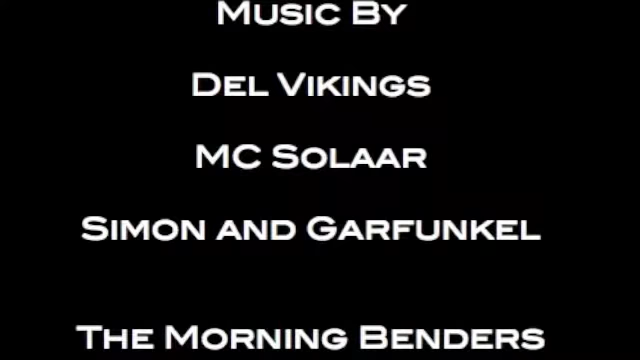 Music By
Del Vikings
MC Solaar
Simon and Garfunkel
The Morning Benders